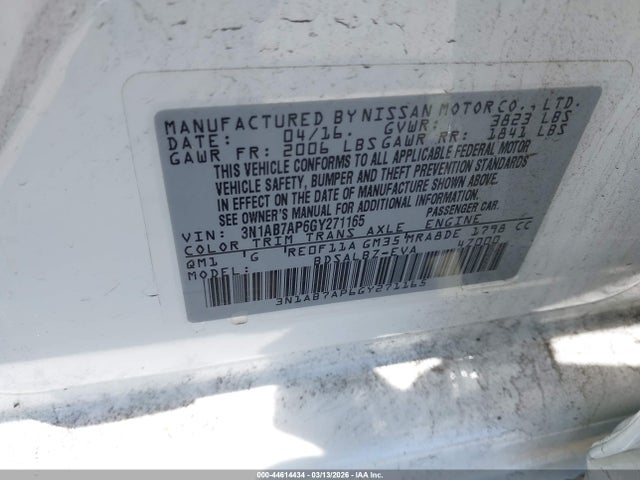 MANUFACTURED BY NISSAN MOTOR CO., LTD.
DATE: 04/16 GVWR: 3823 LBS
GAWR FR: 2006 LBS GAWR RR: 1841 LBS
THIS VEHICLE CONFORMS TO ALL APPLICABLE FEDERAL MOTOR
VEHICLE SAFETY, BUMPER AND THEFT PREVENTION STANDARDS
IN EFFECT ON THE DATE OF MANUFACTURE SHOWN ABOVE.
SEE OWNER'S MANUAL FOR ADDITIONAL INFORMATION.
VIN: 3N1AB7AP6GY271165 PASSENGER CAR
COLOR TRIM TRANS AXLE ENGINE
QM1 G RE0F11A GM35 MRA8DE 1798 CC
BDSALBZ-EVA 47000
3N1AB7AP6GY271165
000-44614434 | 03/13/2026 | IAAI, Inc. | Copyright©